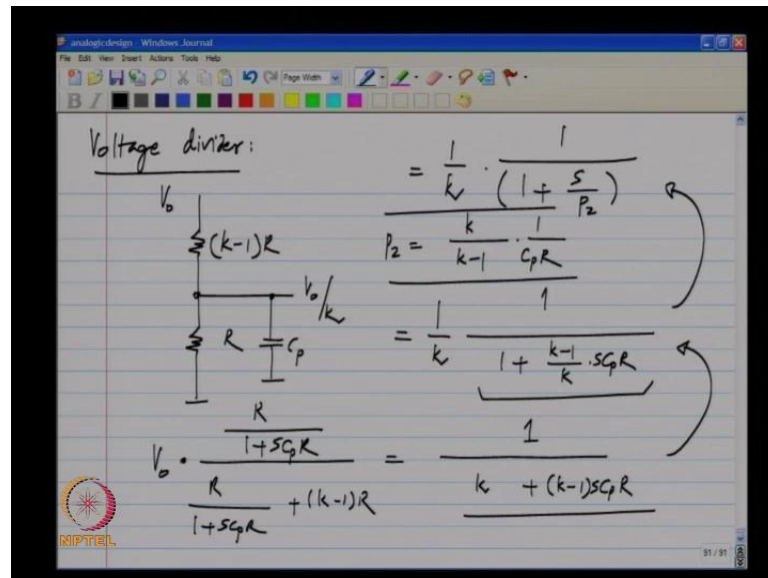 analogicdesign - Windows Journal
File Edit View Insert Actions Tools Help
Page Width
B I
Voltage divider:
V₀
(k-1)R
V₀/k
R
Cₚ
= 1/k · 1/(1 + s/p₂)
p₂ = k/(k-1) · 1/(CₚR)
= 1/k · 1/(1 + (k-1)/k · sCₚR)
V₀ · (R/(1+sCₚR)) / (R/(1+sCₚR) + (k-1)R) = 1/(k + (k-1)sCₚR)
NPTEL
91 / 91